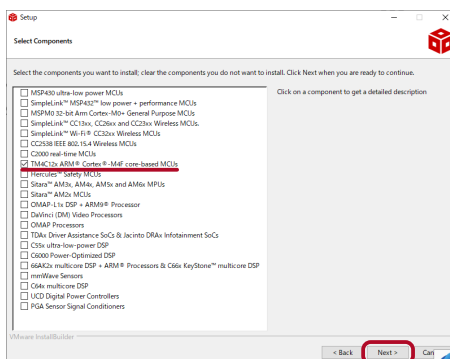 Setup
Select Components
Select the components you want to install; clear the components you do not want to install. Click Next when you are ready to continue.
MSP430 ultra-low power MCUs
SimpleLink™ MSP432™ low power + performance MCUs
MSPM0 32-bit Arm Cortex-M0+ General Purpose MCUs
SimpleLink™ CC13xx, CC26xx and CC23xx Wireless MCUs.
SimpleLink™ Wi-Fi® CC32xx Wireless MCUs
CC2538 IEEE 802.15.4 Wireless MCUs
C2000 real-time MCUs
TM4C12x ARM® Cortex®-M4F core-based MCUs
Hercules™ Safety MCUs
Sitara™ AM3x, AM4x, AM5x and AM6x MPUs
Sitara™ AM2x MCUs
OMAP-L1x DSP + ARM9® Processor
DaVinci (DM) Video Processors
OMAP Processors
TDAx Driver Assistance SoCs & Jacinto DRAx Infotainment SoCs
C55x ultra-low-power DSP
C6000 Power-Optimized DSP
66AK2x multicore DSP + ARM® Processors & C66x KeyStone™ multicore DSP
mmWave Sensors
C64x multicore DSP
UCD Digital Power Controllers
PGA Sensor Signal Conditioners
Click on a component to get a detailed description
VMware InstallBuilder
< Back
Next >
Can